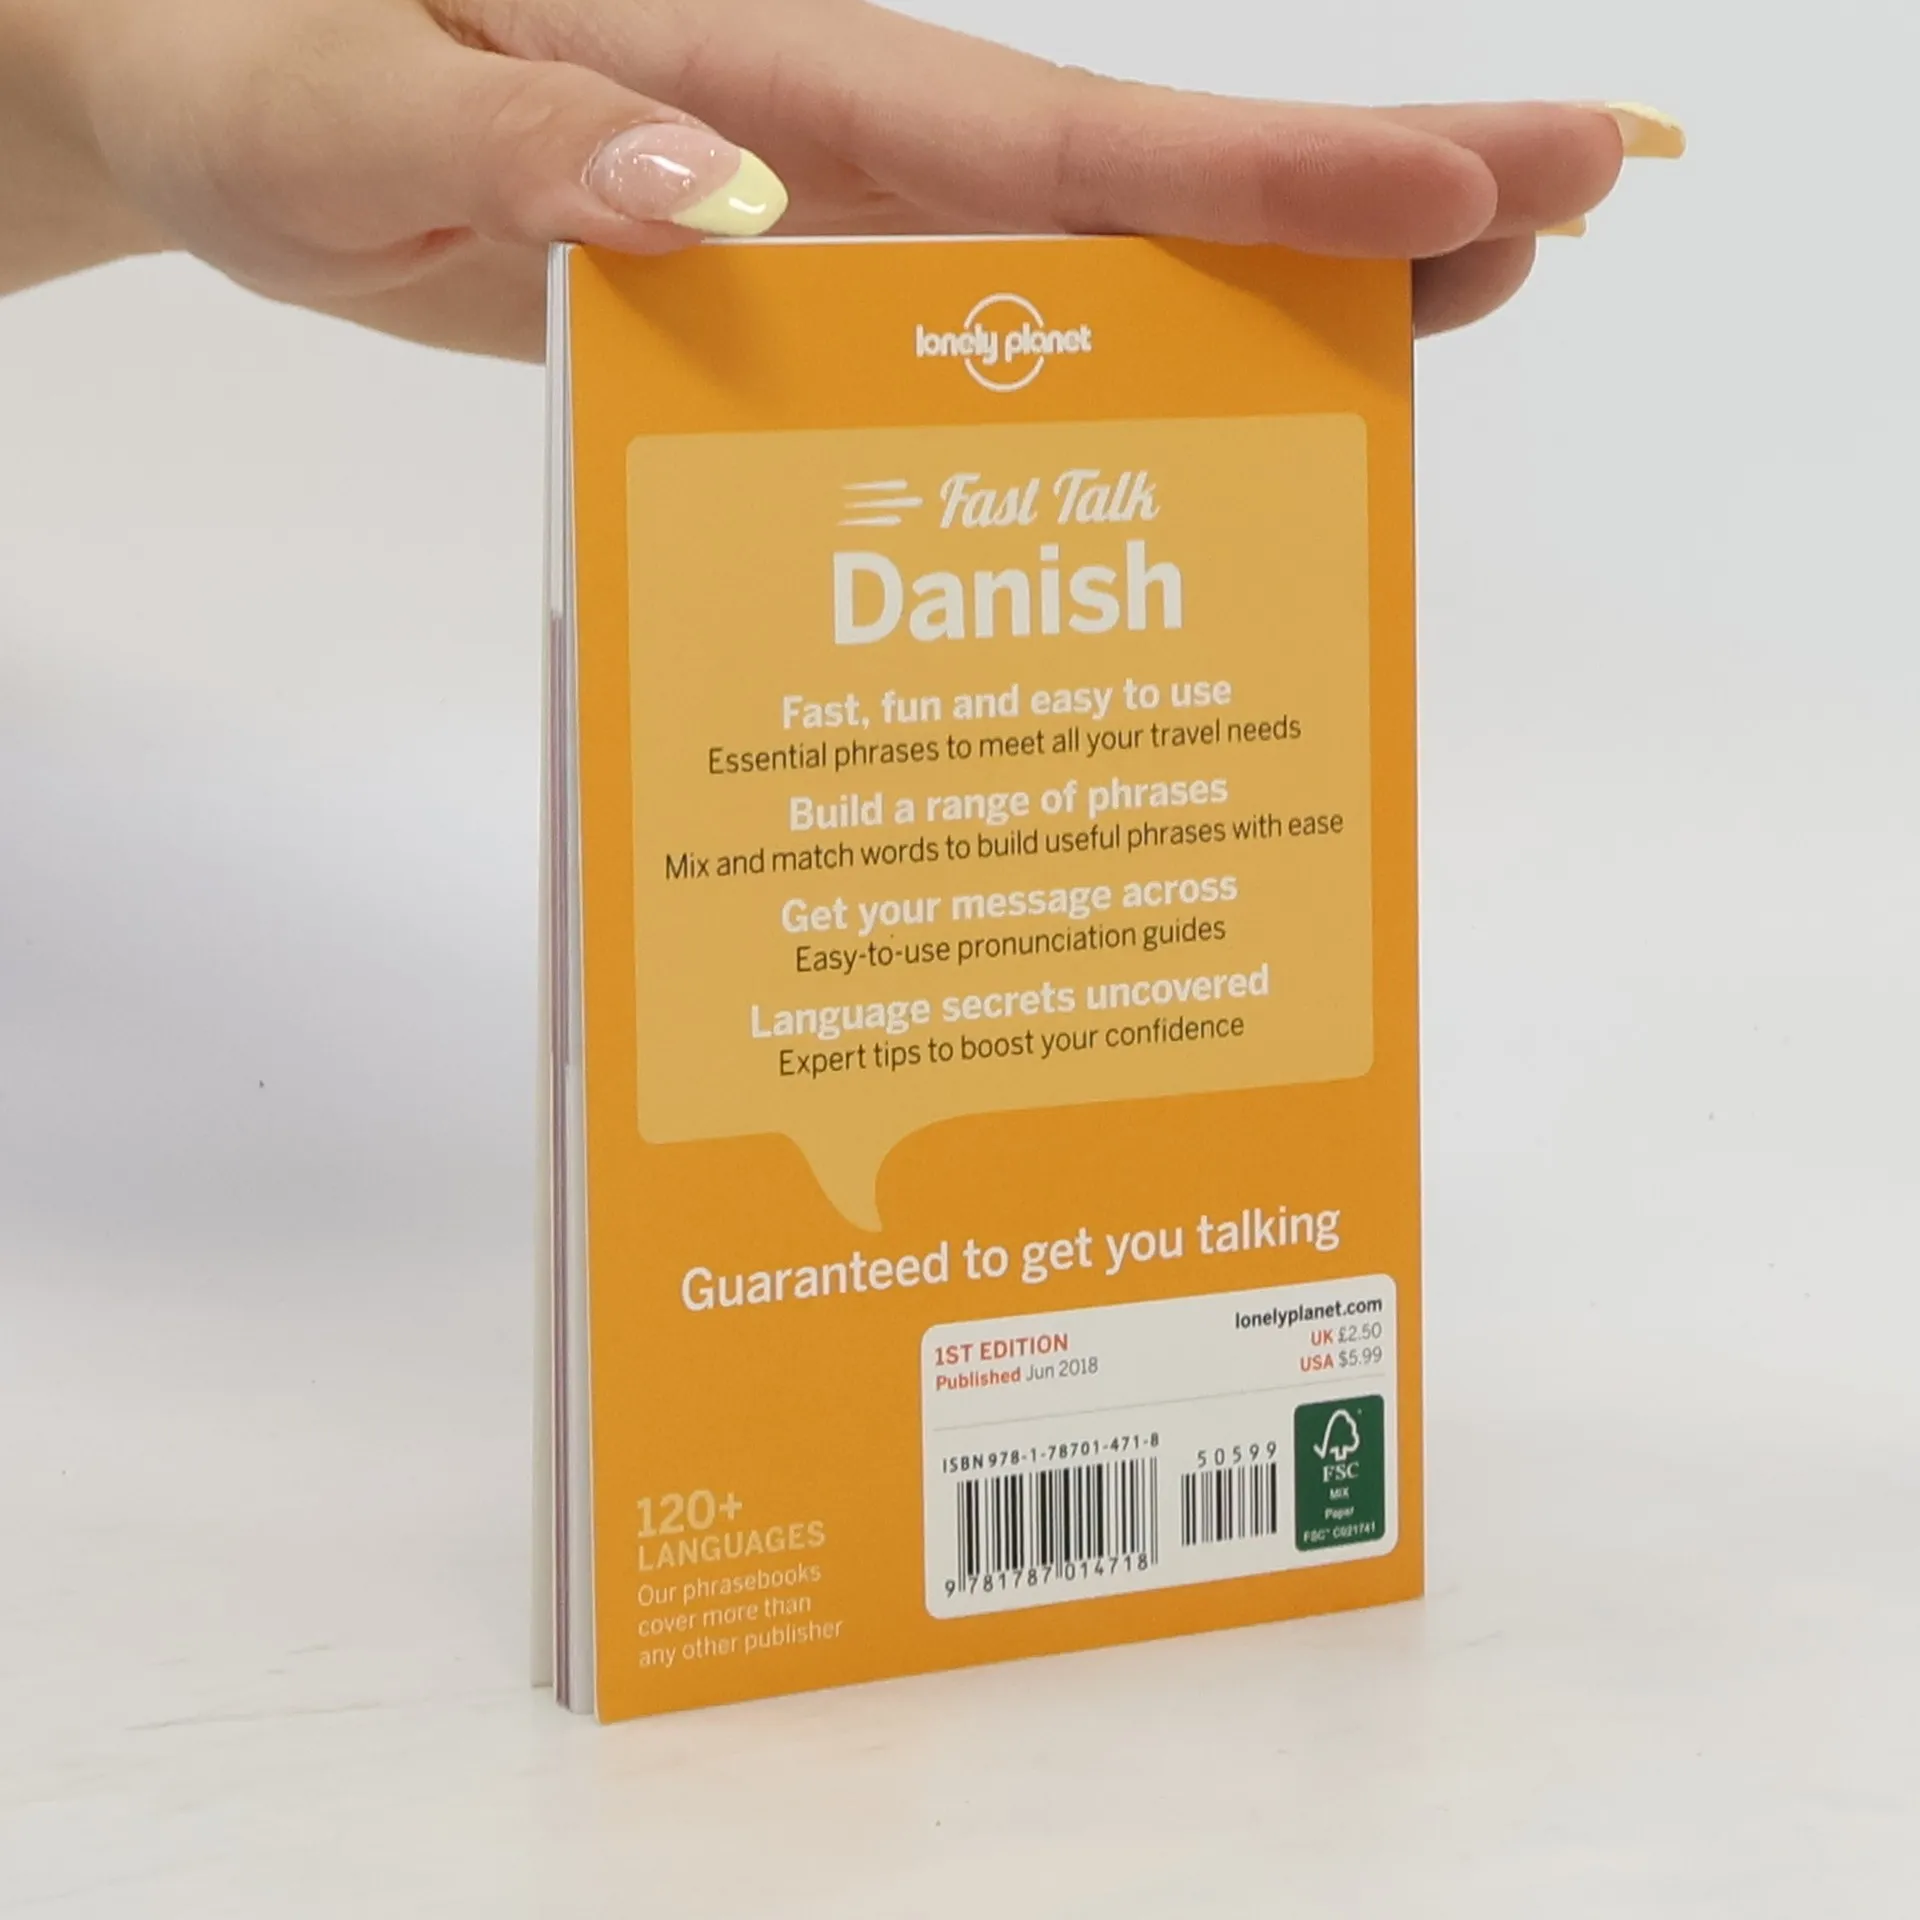 lonely planet
Fast Talk
Danish
Fast, fun and easy to use
Essential phrases to meet all your travel needs
Build a range of phrases
Mix and match words to build useful phrases with ease
Get your message across
Easy-to-use pronunciation guides
Language secrets uncovered
Expert tips to boost your confidence
Guaranteed to get you talking
1ST EDITION
Published Jun 2018
lonelyplanet.com
UK £2.50
USA $5.99
ISBN 978-1-78701-471-8
50599
9 781787 014718
FSC
MIX
Paper
FSC™ C021741
120+
LANGUAGES
Our phrasebooks
cover more than
any other publisher